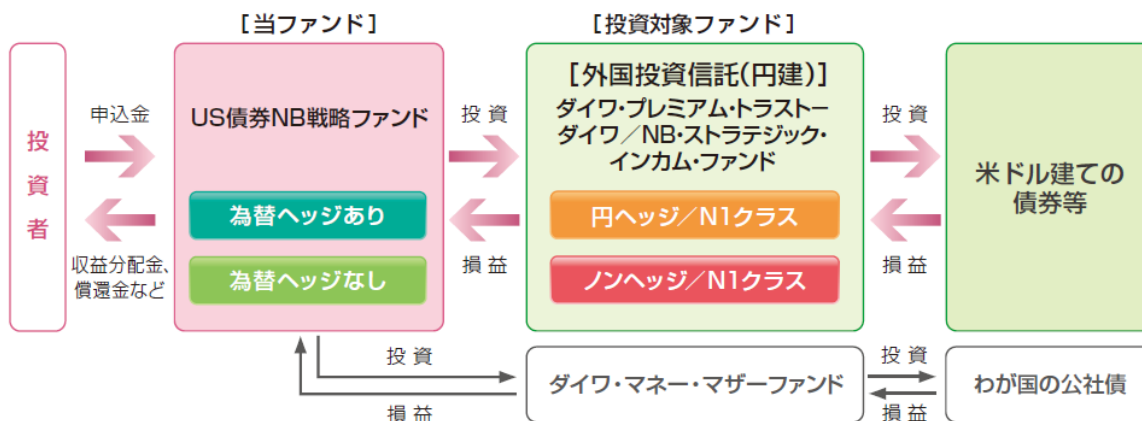 [当ファンド]
[投資対象ファンド]
投資者
申込金
収益分配金、
償還金など
US債券NB戦略ファンド
為替ヘッジあり
為替ヘッジなし
投 資
損 益
[外国投資信託(円建)]
ダイワ・プレミアム・トラストー
ダイワ／NB・ストラテジック・
インカム・ファンド
円ヘッジ／N1クラス
ノンヘッジ／N1クラス
投 資
損 益
米ドル建ての
債券等
投 資
損 益
ダイワ・マネー・マザーファンド
投 資
損 益
わが国の公社債